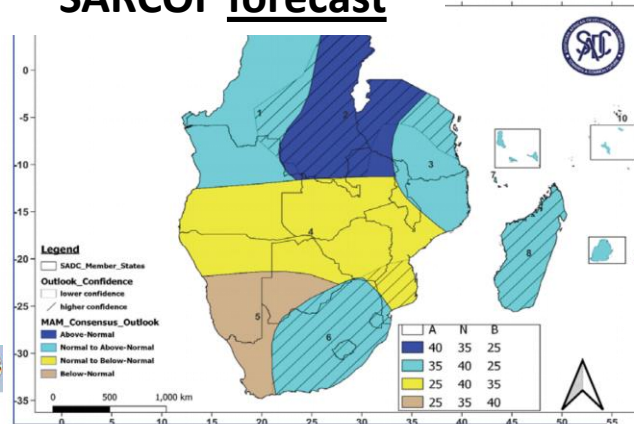 SARCOF forecast
SADC
0
-5
-10
-15
-20
-25
-30
-35
1
2
3
4
5
6
7
8
10
Legend
SADC_Member_States
Outlook_Confidence
lower confidence
higher confidence
MAM_Consensus_Outlook
Above-Normal
Normal to Above-Normal
Normal to Below-Normal
Below-Normal
A N B
40 35 25
35 40 25
25 40 35
25 35 40
0 500 1,000 km
0 5 10 15 20 25 30 35 40 45 50 55